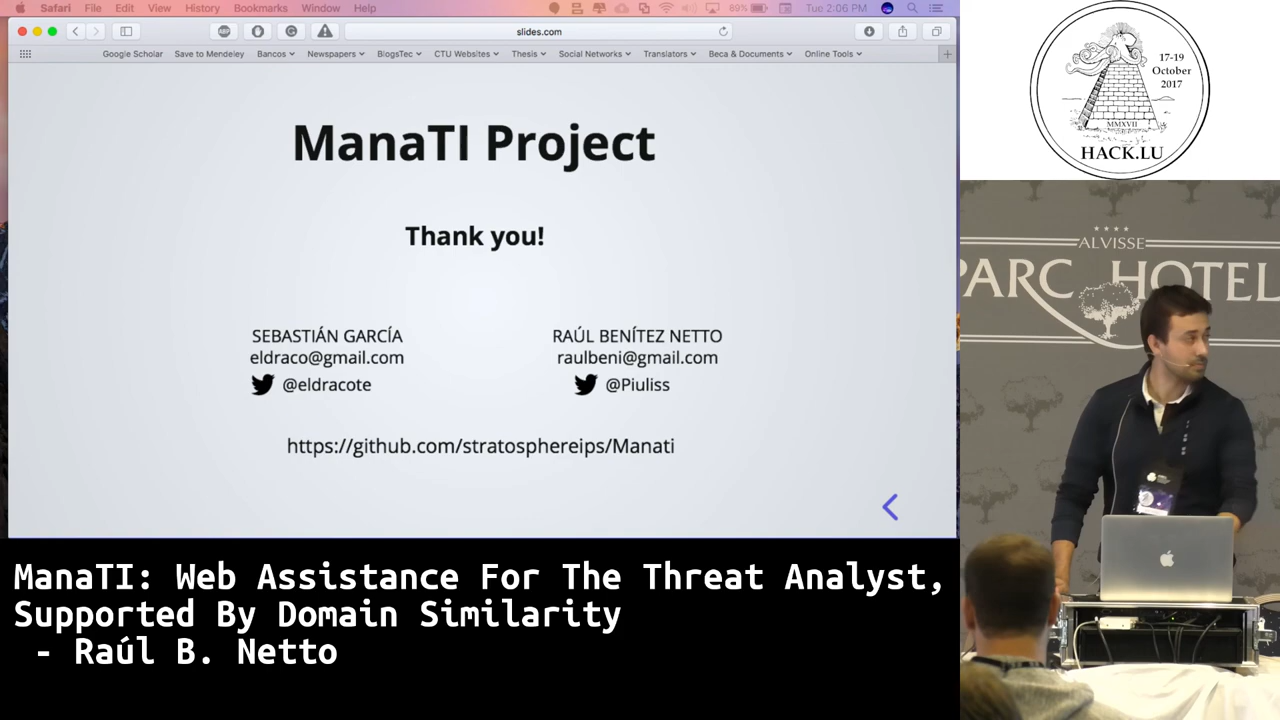 Safari File Edit View History Bookmarks Window Help
89% Tue 2:06 PM
slides.com
Google Scholar Save to Mendeley Bancos Newspapers BlogsTec CTU Websites Thesis Social Networks Translators Beca & Documents Online Tools
ManaTI Project
Thank you!
SEBASTIÁN GARCÍA
eldraco@gmail.com
@eldracote
RAÚL BENÍTEZ NETTO
raulbeni@gmail.com
@Piuliss
https://github.com/stratosphereips/Manati
17-19
October
2017
MMXVII
HACK.LU
ALVISSE
PARC HOTEL
ManaTI: Web Assistance For The Threat Analyst,
Supported By Domain Similarity
- Raúl B. Netto